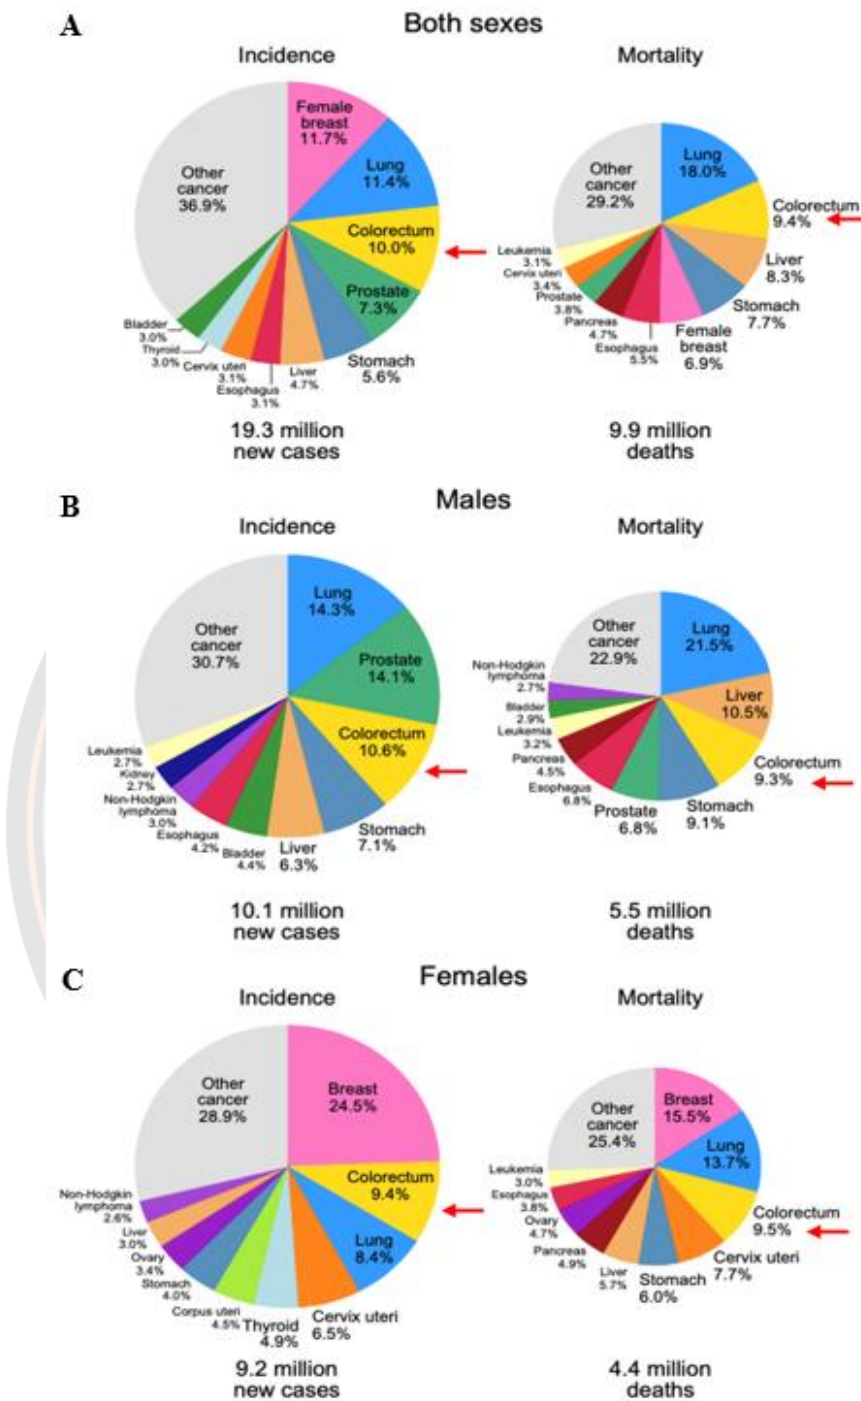 A
Both sexes
Incidence
Mortality
Female
breast
11.7%
Lung
11.4%
Colorectum
10.0%
Prostate
7.3%
Stomach
5.6%
Liver
4.7%
Esophagus
3.1%
Cervix uteri
3.1%
Thyroid
3.0%
Bladder
3.0%
Other
cancer
36.9%
19.3 million
new cases
Lung
18.0%
Colorectum
9.4%
Liver
8.3%
Stomach
7.7%
Female
breast
6.9%
Esophagus
5.5%
Pancreas
4.7%
Prostate
3.8%
Cervix uteri
3.4%
Leukemia
3.1%
Other
cancer
29.2%
9.9 million
deaths
B
Males
Incidence
Mortality
Lung
14.3%
Prostate
14.1%
Colorectum
10.6%
Stomach
7.1%
Liver
6.3%
Bladder
4.4%
Esophagus
4.2%
Non-Hodgkin
lymphoma
3.0%
Kidney
2.7%
Leukemia
2.7%
Other
cancer
30.7%
10.1 million
new cases
Lung
21.5%
Liver
10.5%
Colorectum
9.3%
Stomach
9.1%
Prostate
6.8%
Esophagus
6.8%
Pancreas
4.5%
Leukemia
3.2%
Bladder
2.9%
Non-Hodgkin
lymphoma
2.7%
Other
cancer
22.9%
5.5 million
deaths
C
Females
Incidence
Mortality
Breast
24.5%
Colorectum
9.4%
Lung
8.4%
Cervix uteri
6.5%
Thyroid
4.9%
Corpus uteri
4.5%
Stomach
4.0%
Ovary
3.4%
Liver
3.0%
Non-Hodgkin
lymphoma
2.6%
Other
cancer
28.9%
9.2 million
new cases
Breast
15.5%
Lung
13.7%
Colorectum
9.5%
Cervix uteri
7.7%
Stomach
6.0%
Liver
5.7%
Pancreas
4.9%
Ovary
4.7%
Esophagus
3.8%
Leukemia
3.0%
Other
cancer
25.4%
4.4 million
deaths